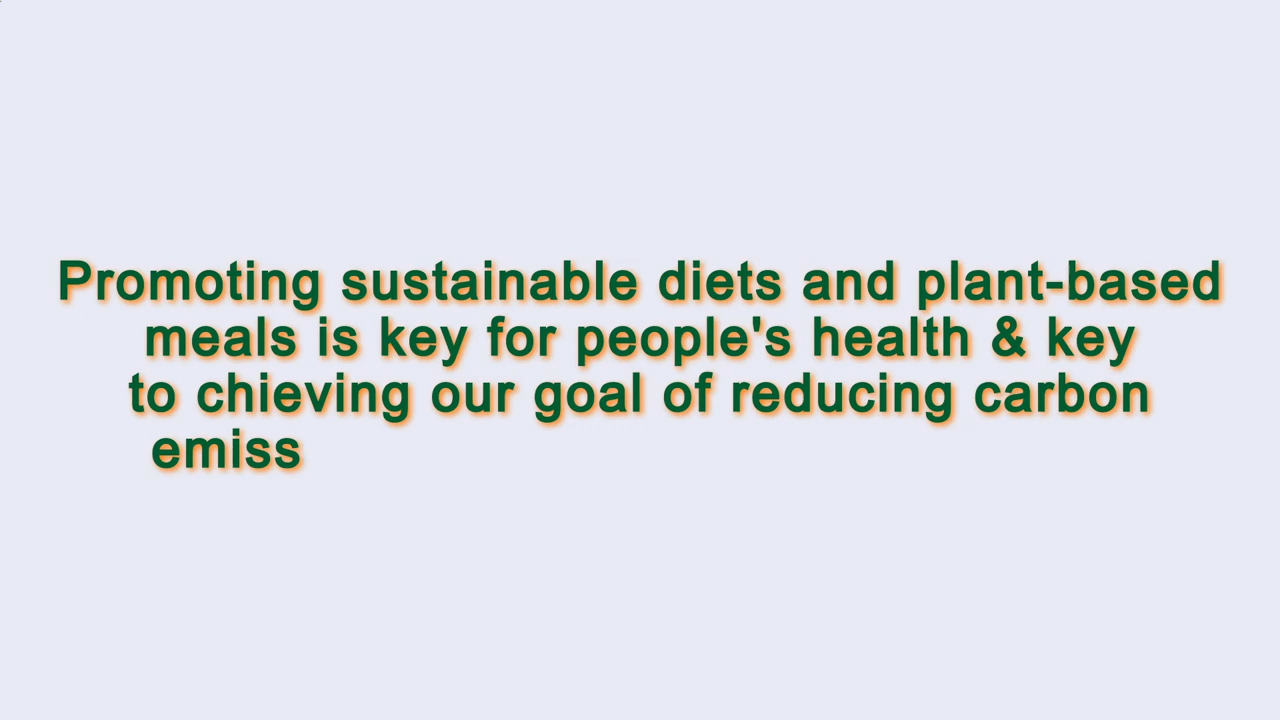 Promoting sustainable diets and plant-based
meals is key for people's health & key
to chieving our goal of reducing carbon
emiss